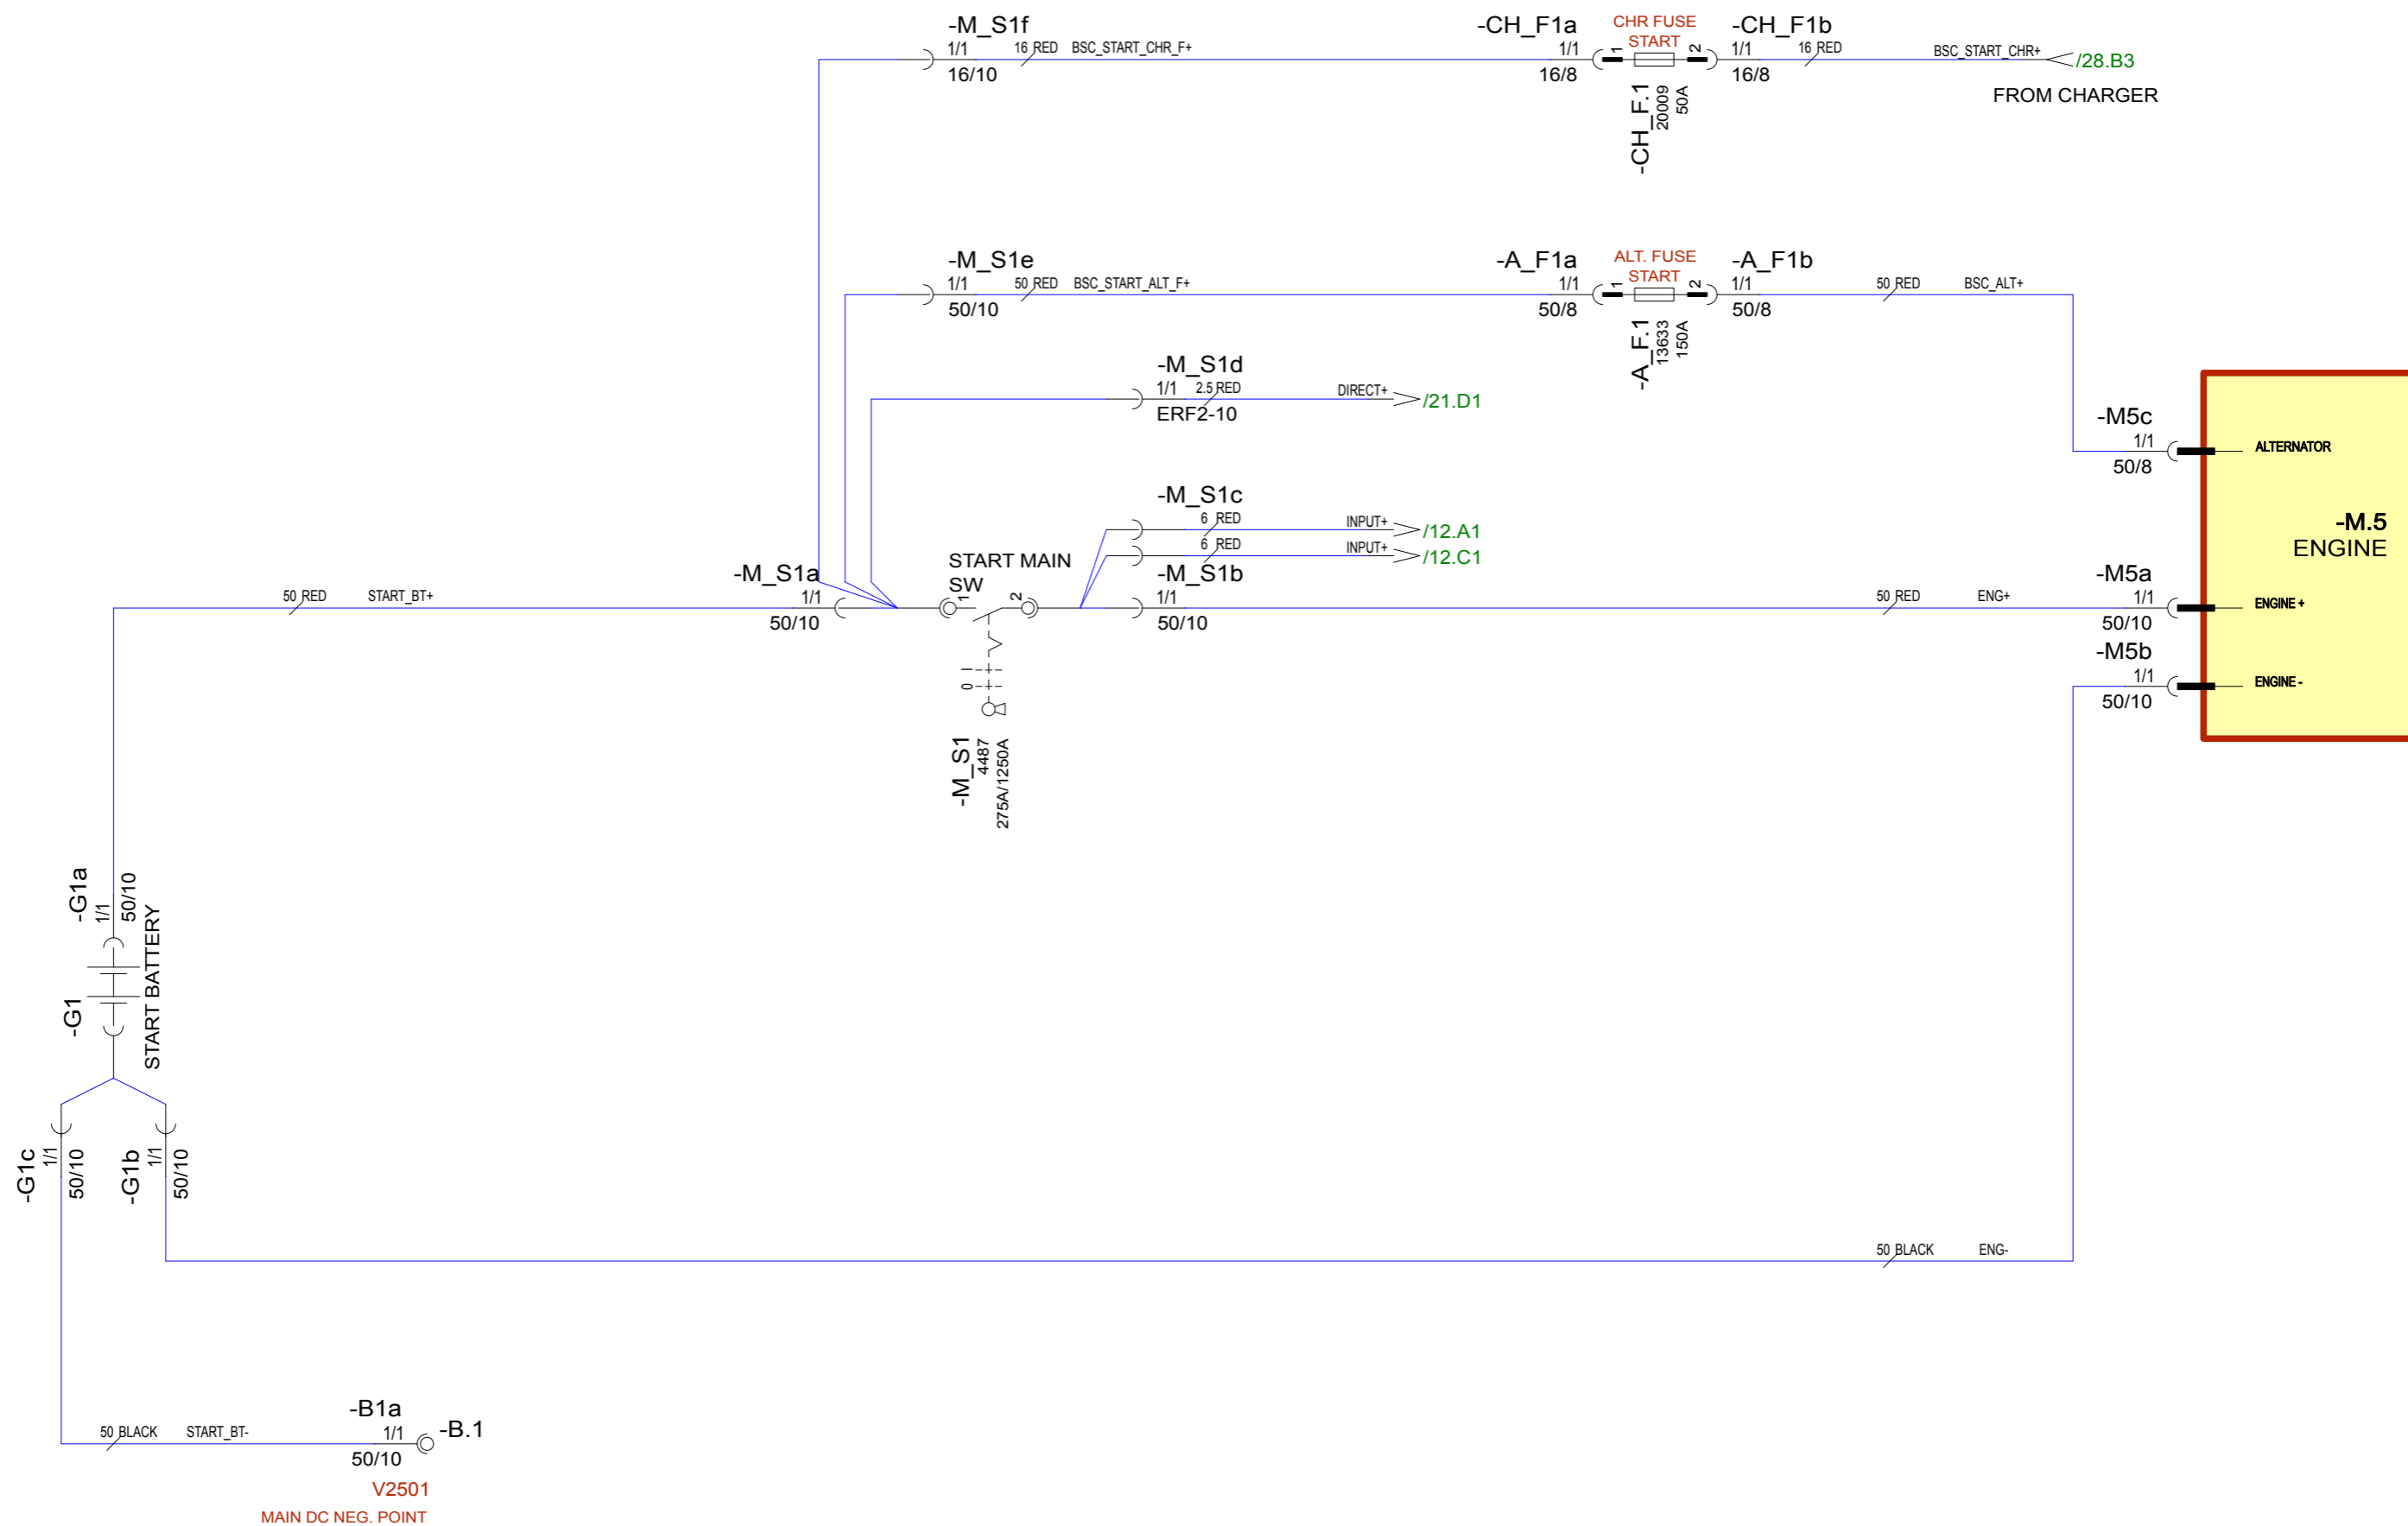 -M_S1f
1/1
16 RED BSC_START_CHR_F+
16/10
-CH_F1a
1/1
16/8
CHR FUSE
START
1
2
-CH_F.1
20009
50A
-CH_F1b
1/1
16 RED
16/8
BSC_START_CHR+
/28.B3
FROM CHARGER
-M_S1e
1/1
50 RED BSC_START_ALT_F+
50/10
-A_F1a
1/1
50/8
ALT. FUSE
START
1
2
-A_F.1
13633
150A
-A_F1b
1/1
50/8
50 RED BSC_ALT+
-M_S1d
1/1
2.5 RED
ERF2-10
DIRECT+
/21.D1
-M5c
1/1
50/8
ALTERNATOR
-M_S1c
6 RED
INPUT+
/12.A1
6 RED
INPUT+
/12.C1
-M.5
ENGINE
START MAIN
SW
-M_S1a
1/1
50/10
1
2
-M_S1b
1/1
50/10
50 RED START_BT+
50 RED ENG+
-M5a
1/1
50/10
ENGINE +
-M5b
1/1
50/10
ENGINE -
I
0
-M_S1
4487
275A/1250A
-G1a
1/1
50/10
-G1
START BATTERY
-G1c
1/1
50/10
-G1b
1/1
50/10
50 BLACK ENG-
50 BLACK START_BT-
-B1a
1/1
50/10
-B.1
V2501
MAIN DC NEG. POINT